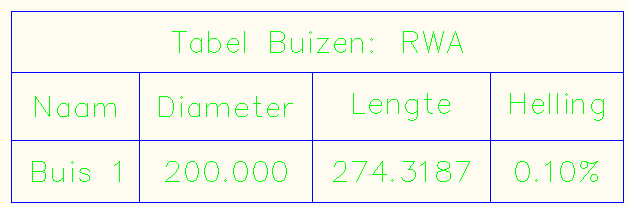 Tabel Buizen: RWA
Naam Diameter Lengte Helling
Buis 1 200.000 274.3187 0.10%